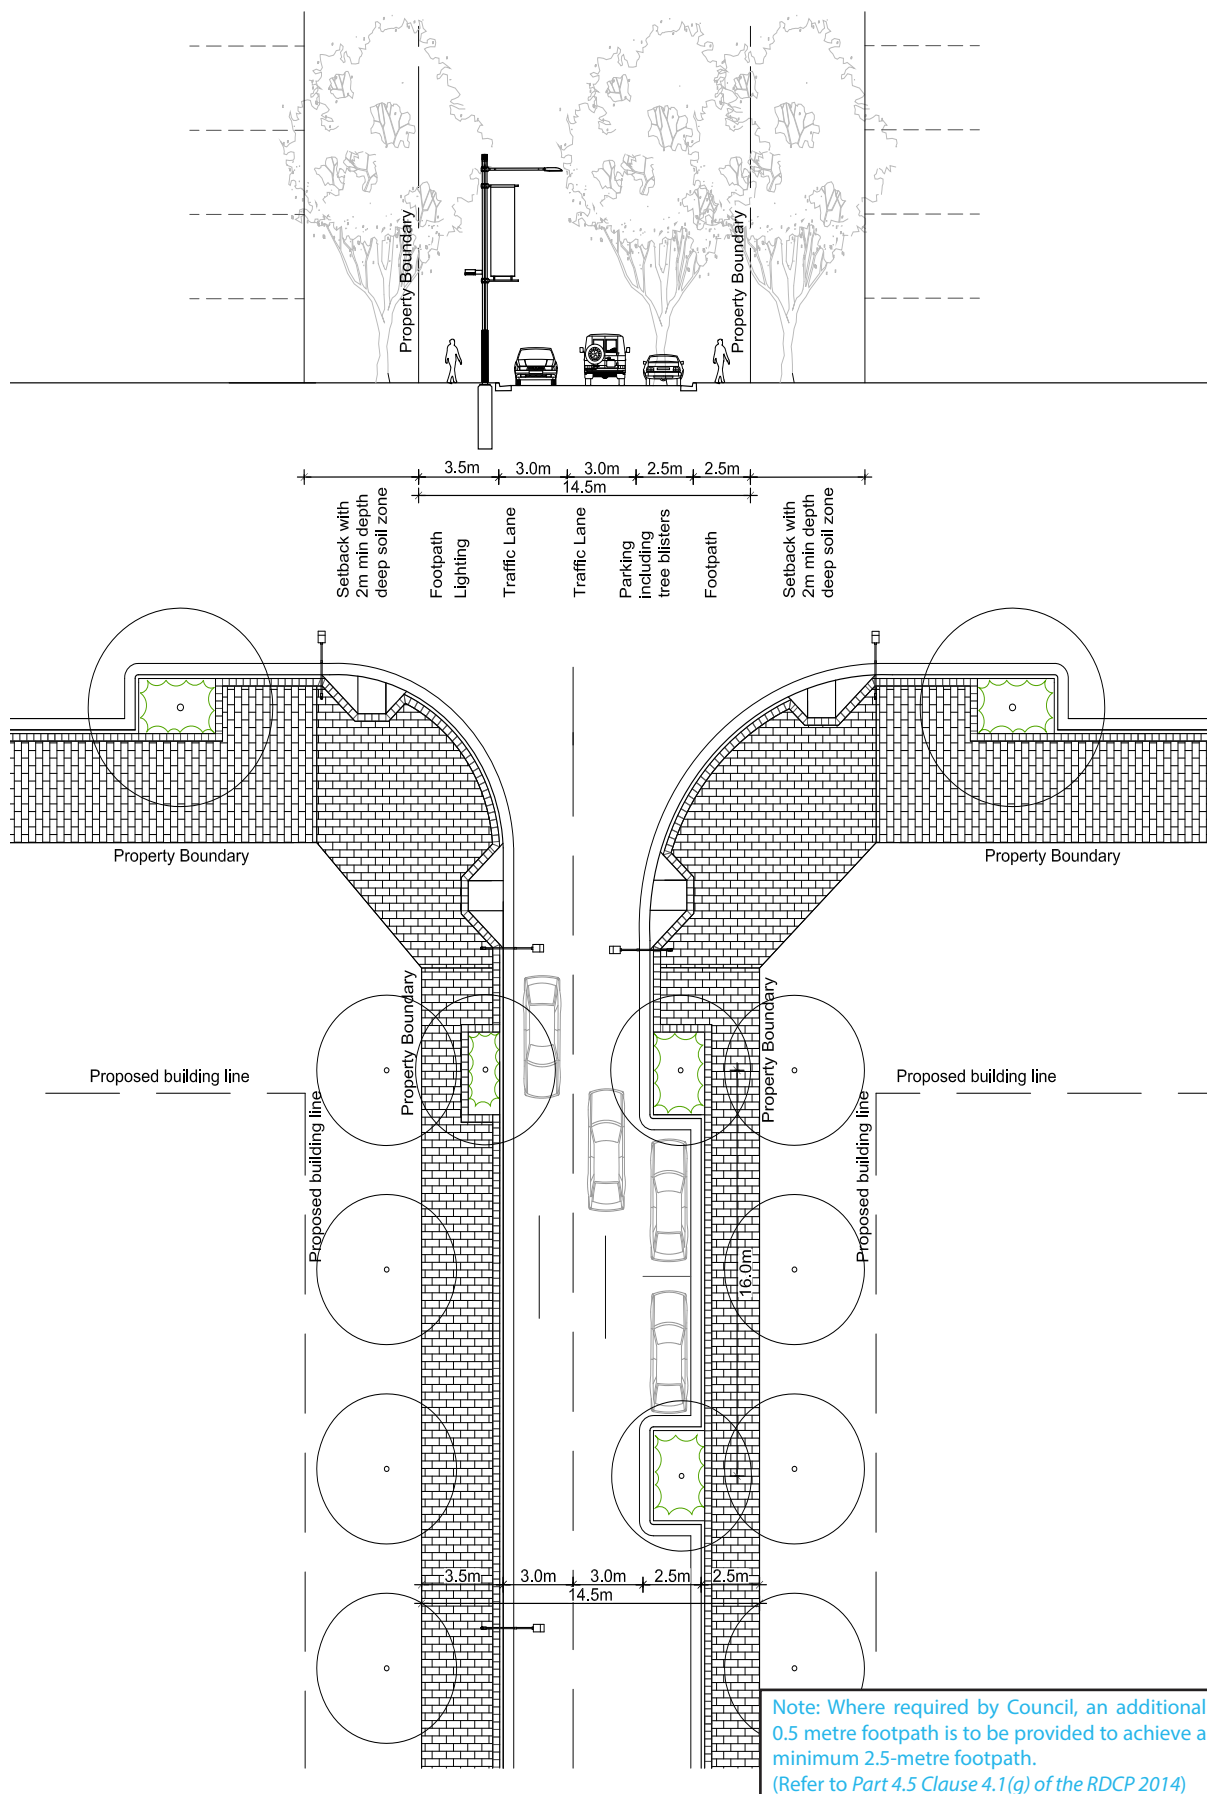 Property Boundary
Property Boundary
3.5m
3.0m
3.0m
2.5m
2.5m
14.5m
Setback with
2m min depth
deep soil zone
Footpath
Lighting
Traffic Lane
Traffic Lane
Parking
including
tree blisters
Footpath
Setback with
2m min depth
deep soil zone
Property Boundary
Property Boundary
Property Boundary
Property Boundary
Proposed building line
Proposed building line
Proposed building line
Proposed building line
16.0m
3.5m
3.0m
3.0m
2.5m
2.5m
14.5m
Note: Where required by Council, an additional
0.5 metre footpath is to be provided to achieve a
minimum 2.5-metre footpath.
(Refer to Part 4.5 Clause 4.1(g) of the RDCP 2014)